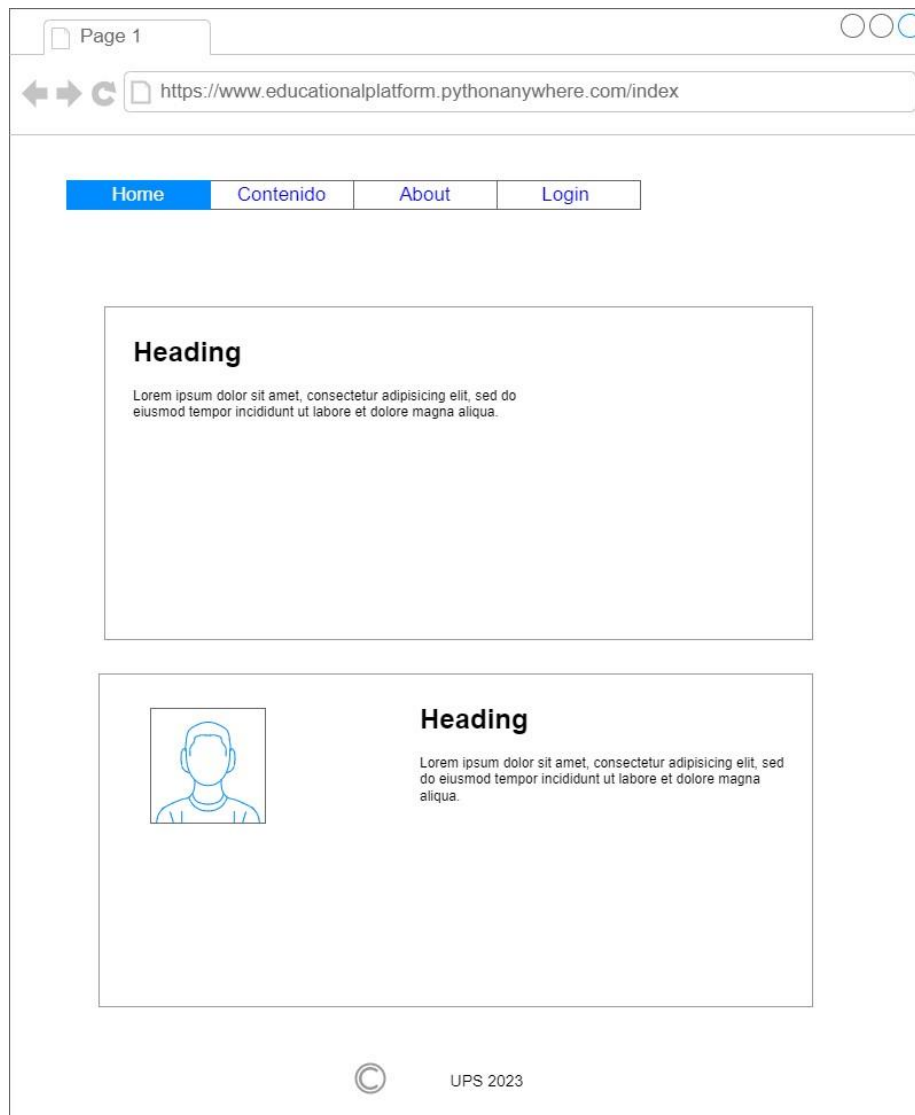 Page 1
https://www.educationalplatform.pythonanywhere.com/index
Home Contenido About Login
Heading
Lorem ipsum dolor sit amet, consectetur adipisicing elit, sed do
eiusmod tempor incididunt ut labore et dolore magna aliqua.
Heading
Lorem ipsum dolor sit amet, consectetur adipisicing elit, sed
do eiusmod tempor incididunt ut labore et dolore magna
aliqua.
© UPS 2023